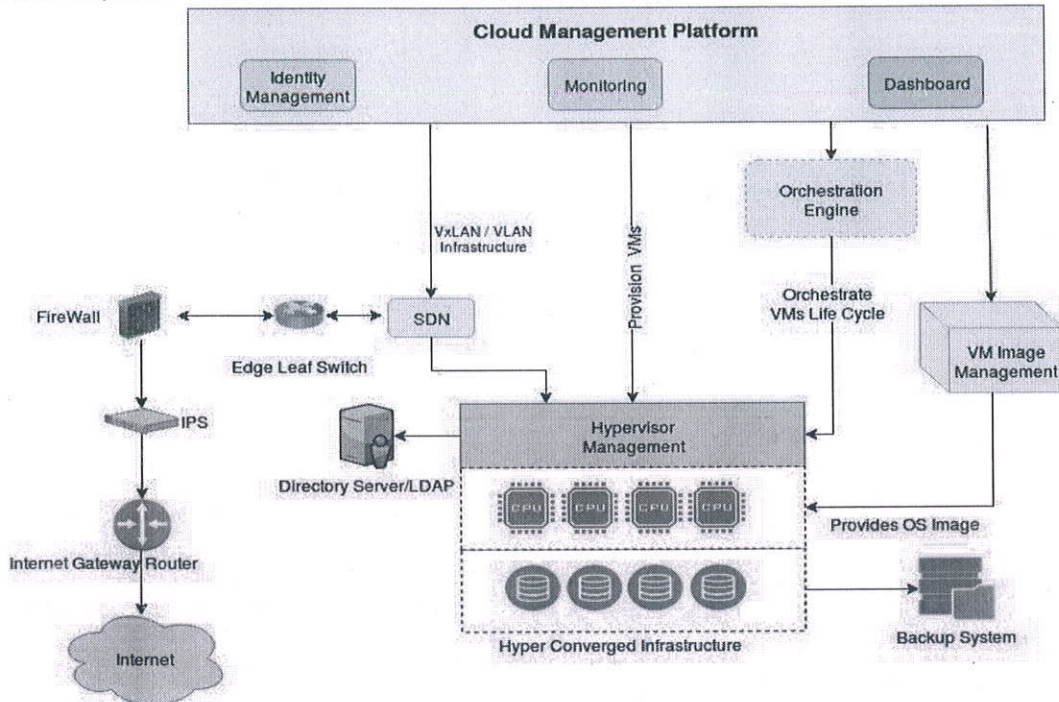 Cloud Management Platform
Identity
Management
Monitoring
Dashboard
Orchestration
Engine
VxLAN / VLAN
Infrastructure
Provision VMs
Orchestrate
VMs Life Cycle
FireWall
SDN
Edge Leaf Switch
VM Image
Management
IPS
Hypervisor
Management
Directory Server/LDAP
CPU
CPU
CPU
CPU
Provides OS Image
Internet Gateway Router
Internet
Hyper Converged Infrastructure
Backup System